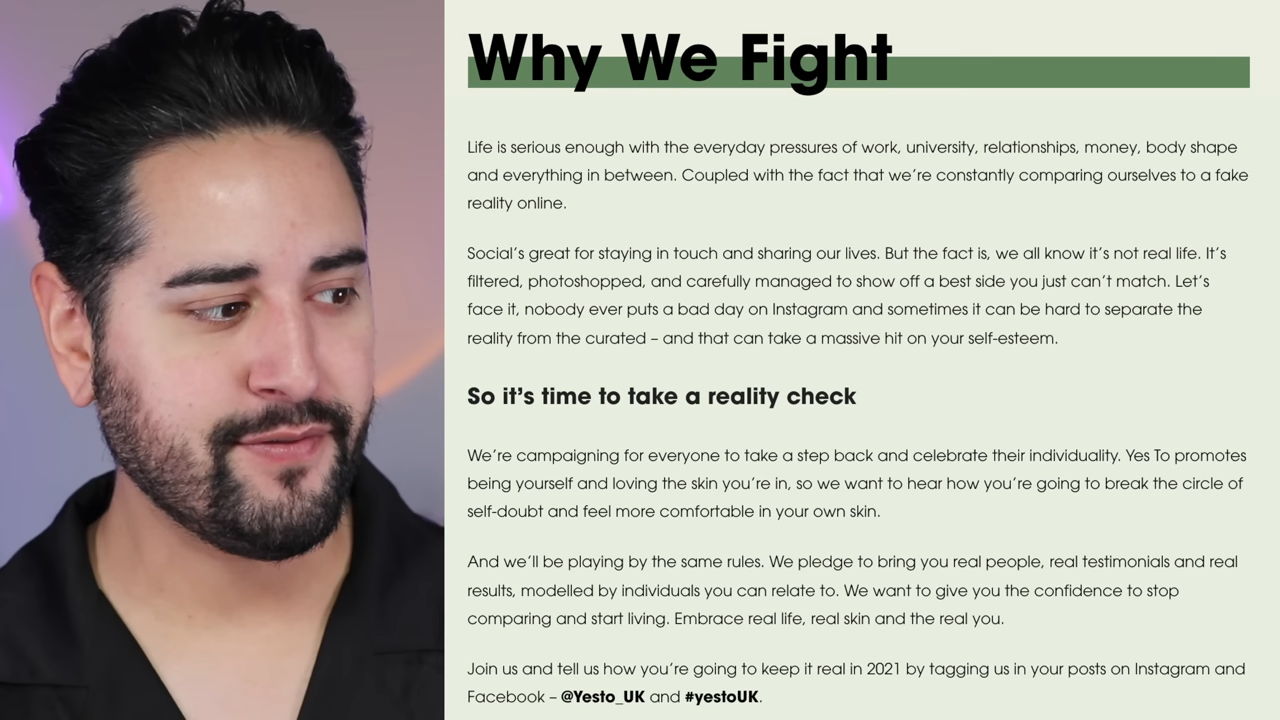 Why We Fight
Life is serious enough with the everyday pressures of work, university, relationships, money, body shape
and everything in between. Coupled with the fact that we’re constantly comparing ourselves to a fake
reality online.
Social’s great for staying in touch and sharing our lives. But the fact is, we all know it’s not real life. It’s
filtered, photoshopped, and carefully managed to show off a best side you just can’t match. Let’s
face it, nobody ever puts a bad day on Instagram and sometimes it can be hard to separate the
reality from the curated – and that can take a massive hit on your self-esteem.
So it’s time to take a reality check
We’re campaigning for everyone to take a step back and celebrate their individuality. Yes To promotes
being yourself and loving the skin you’re in, so we want to hear how you’re going to break the circle of
self-doubt and feel more comfortable in your own skin.
And we’ll be playing by the same rules. We pledge to bring you real people, real testimonials and real
results, modelled by individuals you can relate to. We want to give you the confidence to stop
comparing and start living. Embrace real life, real skin and the real you.
Join us and tell us how you’re going to keep it real in 2021 by tagging us in your posts on Instagram and
Facebook – @Yesto_UK and #yestoUK.